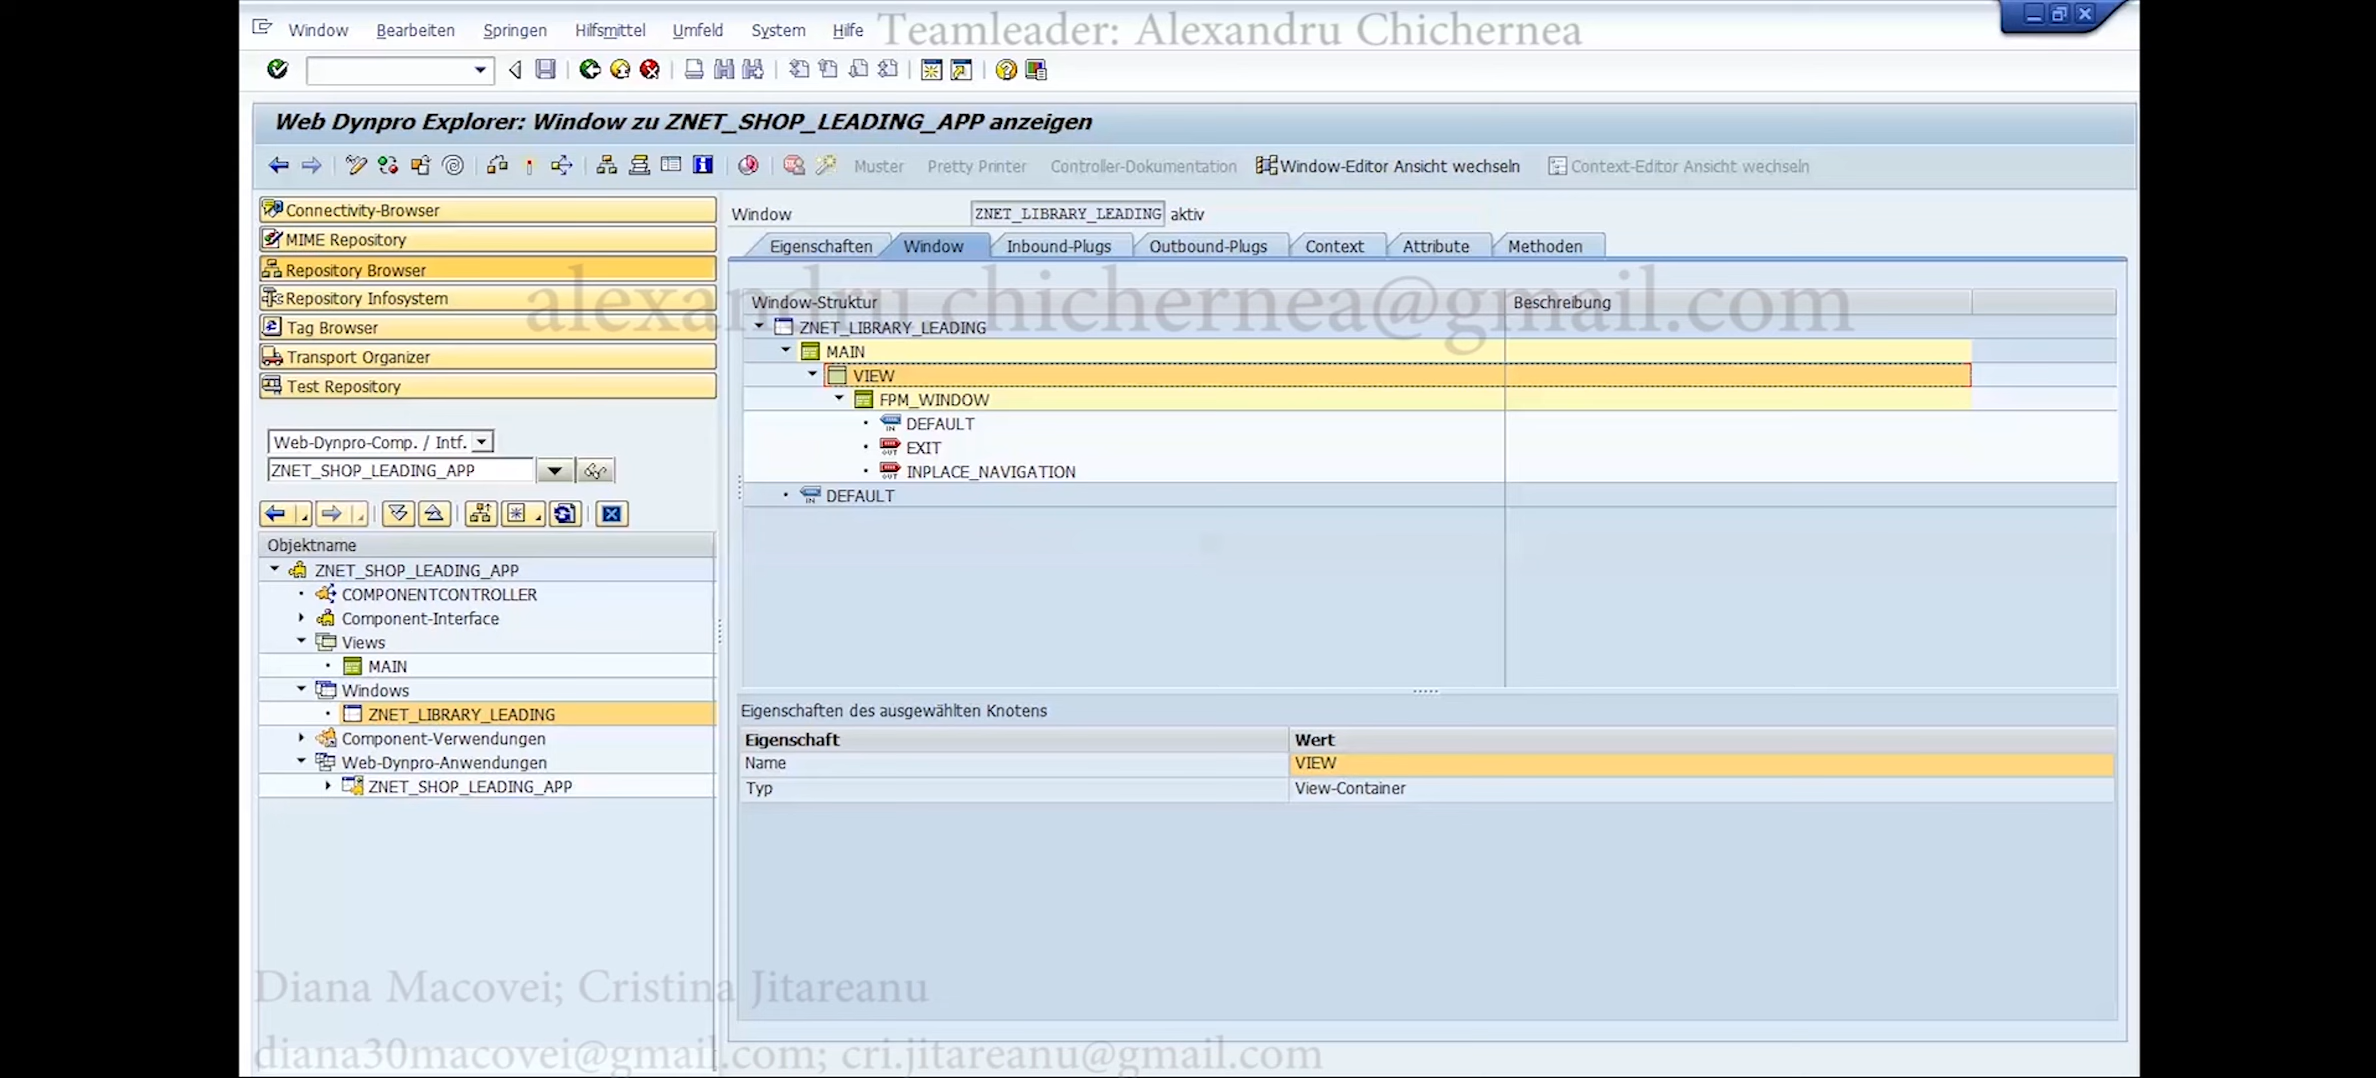 Window Bearbeiten Springen Hilfsmittel Umfeld System Hilfe
Teamleader: Alexandru Chichernea
Web Dynpro Explorer: Window zu ZNET_SHOP_LEADING_APP anzeigen
Muster Pretty Printer Controller-Dokumentation Window-Editor Ansicht wechseln Context-Editor Ansicht wechseln
Connectivity-Browser
MIME Repository
Repository Browser
Repository Infosystem
Tag Browser
Transport Organizer
Test Repository
Web-Dynpro-Comp. / Intf.
ZNET_SHOP_LEADING_APP
Objektname
ZNET_SHOP_LEADING_APP
COMPONENTCONTROLLER
Component-Interface
Views
MAIN
Windows
ZNET_LIBRARY_LEADING
Component-Verwendungen
Web-Dynpro-Anwendungen
ZNET_SHOP_LEADING_APP
Window ZNET_LIBRARY_LEADING aktiv
Eigenschaften Window Inbound-Plugs Outbound-Plugs Context Attribute Methoden
alexandru.chichernea@gmail.com
Window-Struktur Beschreibung
ZNET_LIBRARY_LEADING
MAIN
VIEW
FPM_WINDOW
IN DEFAULT
OUT EXIT
OUT INPLACE_NAVIGATION
IN DEFAULT
Eigenschaften des ausgewählten Knotens
Eigenschaft Wert
Name VIEW
Typ View-Container
Diana Macovei; Cristina Jitareanu
diana30macovei@gmail.com; cri.jitareanu@gmail.com